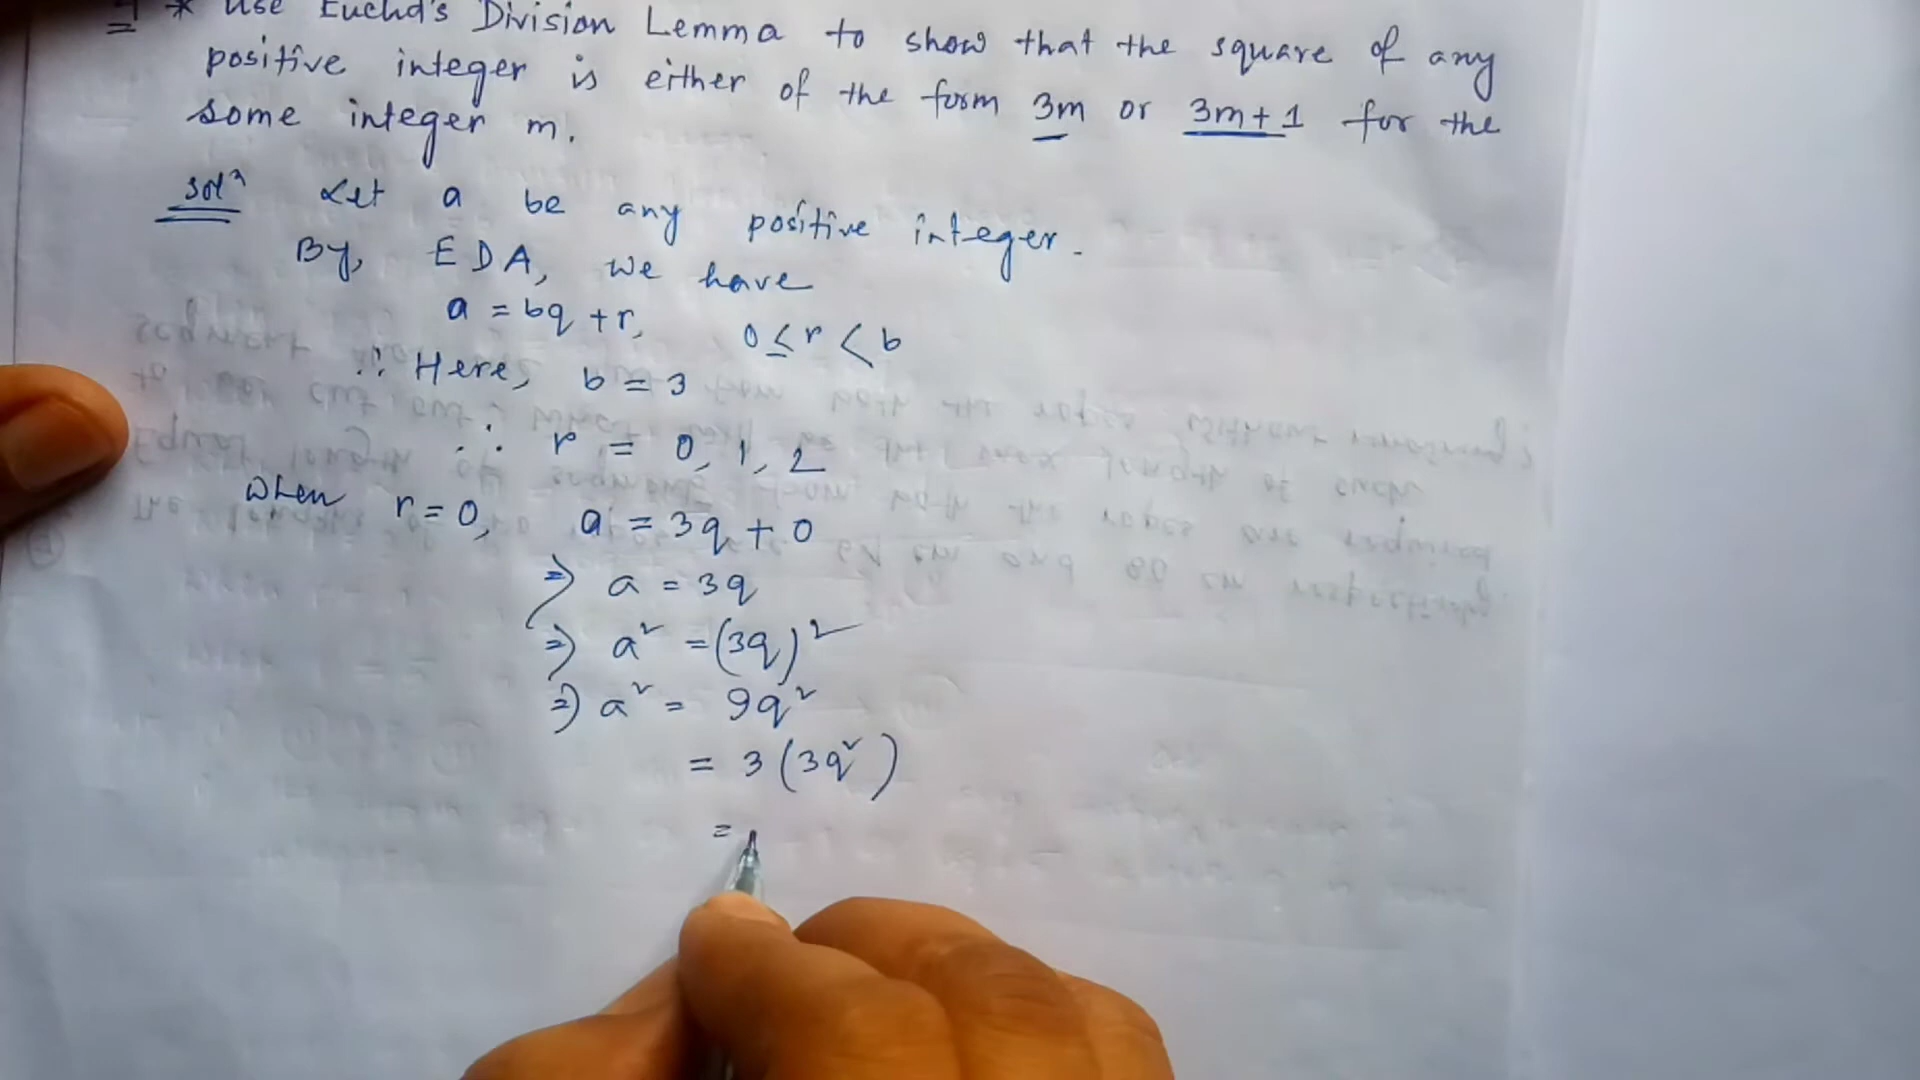 * Use Euclid's Division Lemma to show that the square of any
positive integer is either of the form 3m or 3m+1 for the
some integer m.
Solⁿ Let a be any positive integer.
By, EDA, we have
a = bq + r, 0 ≤ r < b
∴ Here, b = 3
∴ r = 0, 1, 2
When r = 0, a = 3q + 0
⇒ a = 3q
⇒ a² = (3q)²
⇒ a² = 9q²
= 3(3q²)
=